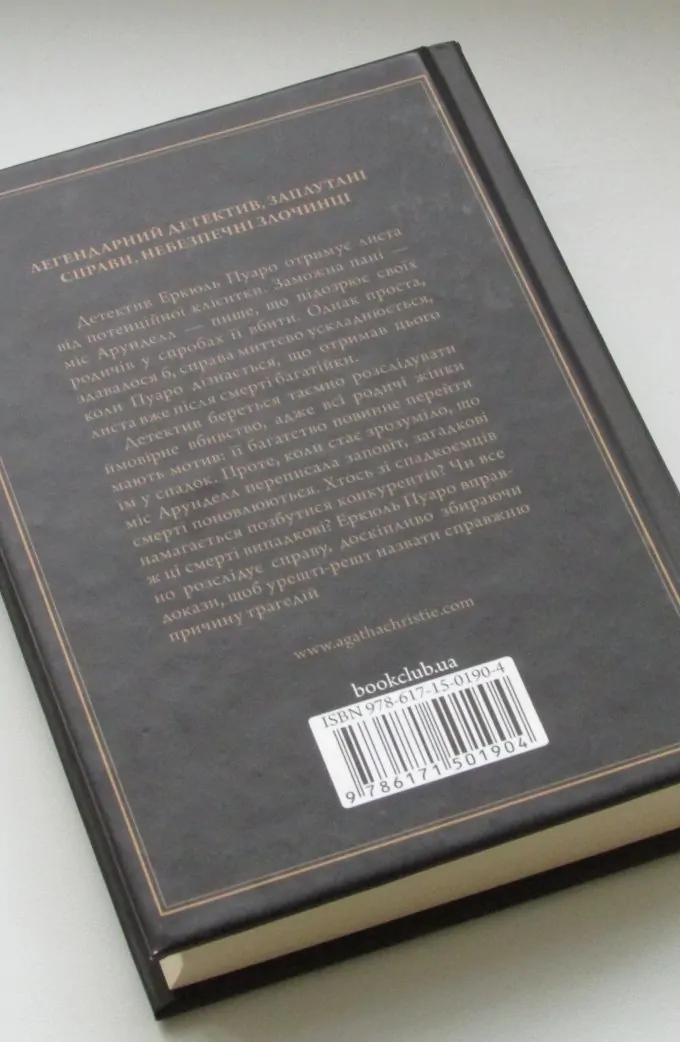 ЛЕГЕНДАРНИЙ ДЕТЕКТИВ, ЗАПЛУТАНІ
СПРАВИ, НЕБЕЗПЕЧНІ ЗЛОЧИНЦІ
Детектив Еркюль Пуаро отримує листа
від потенційної клієнтки. Заможна пані —
міс Арунделл — пише, що підозрює своїх
родичів у спробах її вбити. Однак проста,
здавалося б, справа миттєво ускладнюється,
коли Пуаро дізнається, що отримав цього
листа вже після смерті багатійки.
Детектив береться таємно розслідувати
ймовірне вбивство, адже всі родичі жінки
мають мотив: її багатство повинне перейти
їм у спадок. Проте, коли стає зрозуміло, що
міс Арунделл переписала заповіт, загадкові
смерті поновлюються. Хтось зі спадкоємців
намагається позбутися конкурентів? Чи все
ж ці смерті випадкові? Еркюль Пуаро вправ-
но розслідує справу, доскіпливо збираючи
докази, щоб урешті-решт назвати справжню
причину трагедій
www.agathachristie.com
bookclub.ua
ISBN 978-617-15-0190-4
9 786171 501904